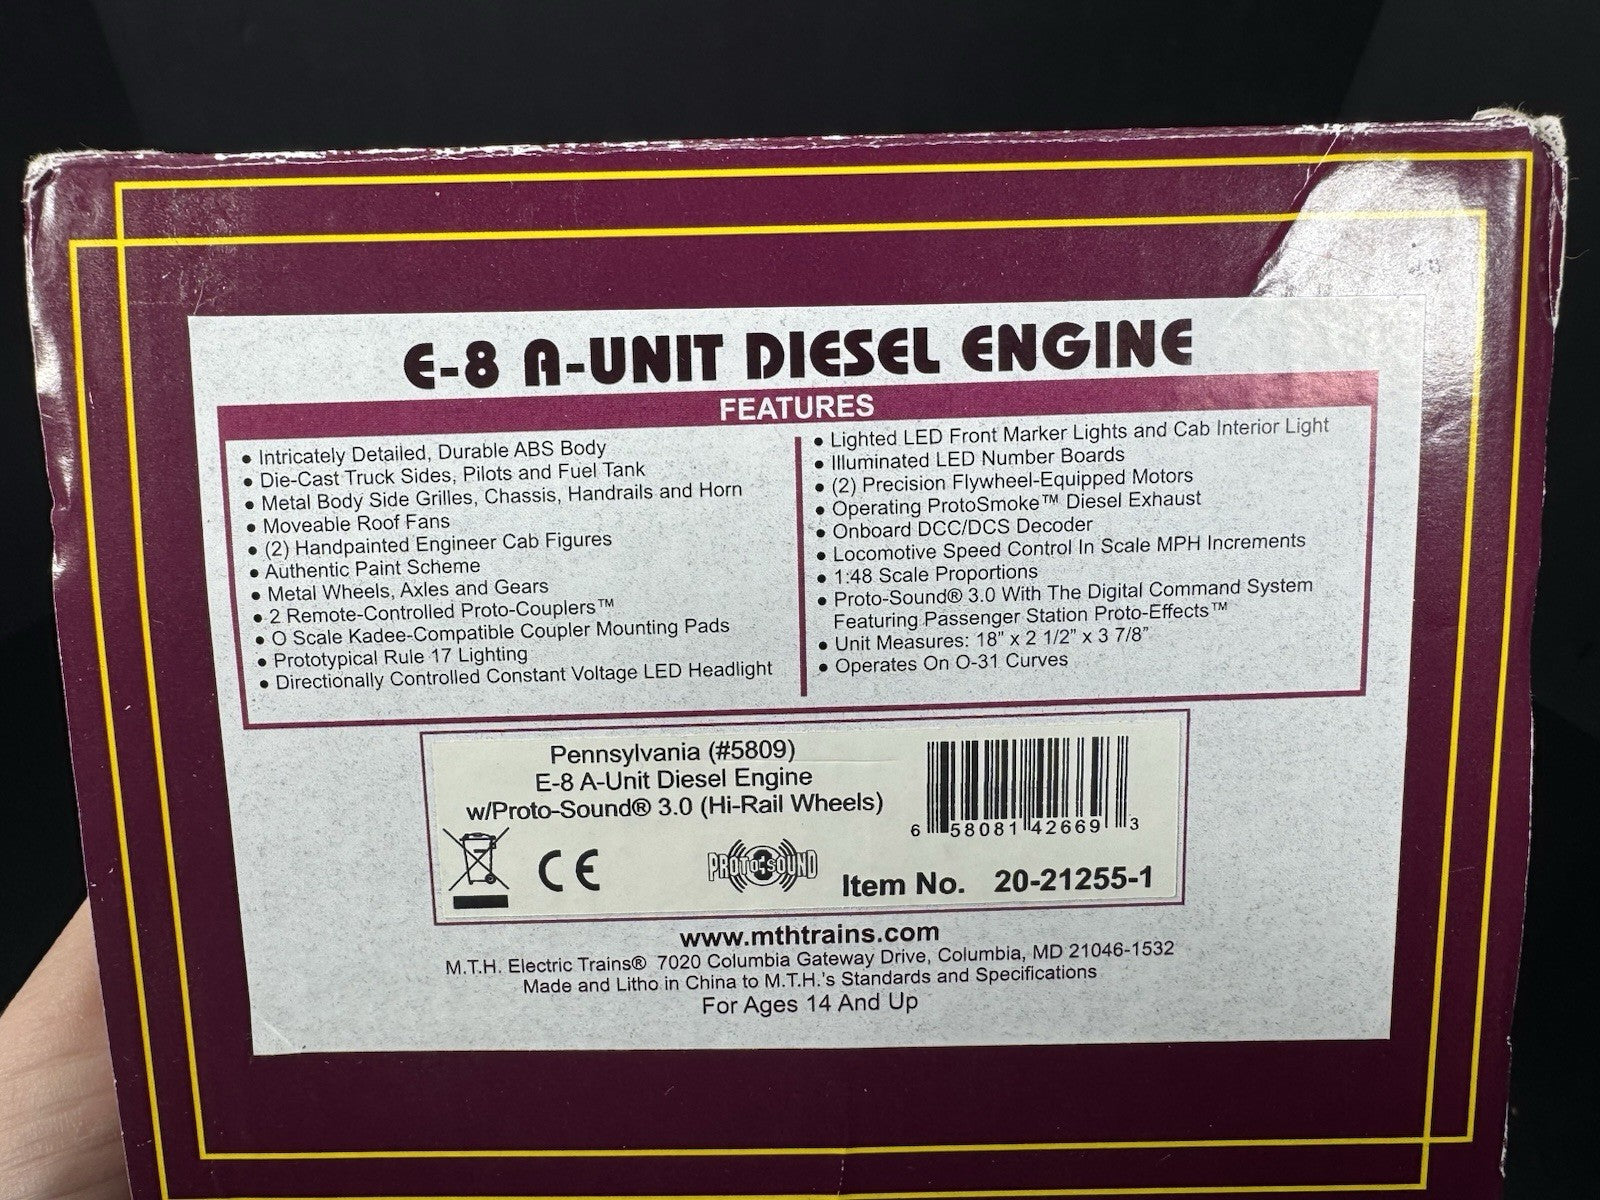 E-8 A-UNIT DIESEL ENGINE
FEATURES
• Intricately Detailed, Durable ABS Body
• Die-Cast Truck Sides, Pilots and Fuel Tank
• Metal Body Side Grilles, Chassis, Handrails and Horn
• Moveable Roof Fans
• (2) Handpainted Engineer Cab Figures
• Authentic Paint Scheme
• Metal Wheels, Axles and Gears
• 2 Remote-Controlled Proto-Couplers™
• O Scale Kadee-Compatible Coupler Mounting Pads
• Prototypical Rule 17 Lighting
• Directionally Controlled Constant Voltage LED Headlight
• Lighted LED Front Marker Lights and Cab Interior Light
• Illuminated LED Number Boards
• (2) Precision Flywheel-Equipped Motors
• Operating ProtoSmoke™ Diesel Exhaust
• Onboard DCC/DCS Decoder
• Locomotive Speed Control In Scale MPH Increments
• 1:48 Scale Proportions
• Proto-Sound® 3.0 With The Digital Command System
Featuring Passenger Station Proto-Effects™
• Unit Measures: 18" x 2 1/2" x 3 7/8"
• Operates On O-31 Curves
Pennsylvania (#5809)
E-8 A-Unit Diesel Engine
w/Proto-Sound® 3.0 (Hi-Rail Wheels)
6 58081 42669 3
CE
PROTO-SOUND
3
Item No. 20-21255-1
www.mthtrains.com
M.T.H. Electric Trains® 7020 Columbia Gateway Drive, Columbia, MD 21046-1532
Made and Litho in China to M.T.H.'s Standards and Specifications
For Ages 14 And Up